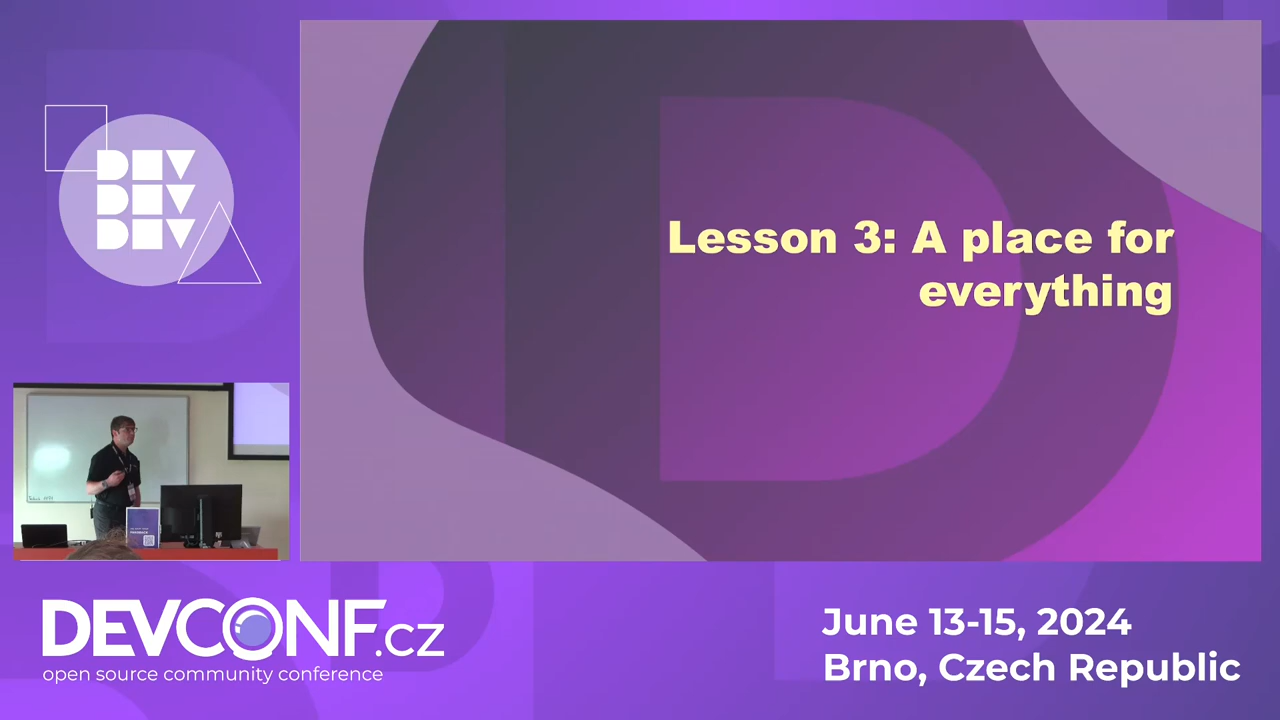 DEV
DEV
DEV
Lesson 3: A place for
everything
DEVCONF.cz
open source community conference
June 13-15, 2024
Brno, Czech Republic